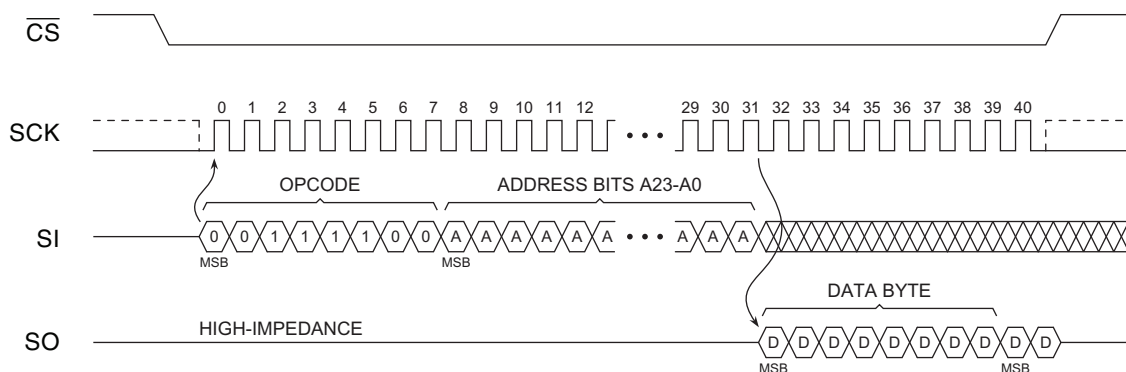 CS
0 1 2 3 4 5 6 7 8 9 10 11 12 29 30 31 32 33 34 35 36 37 38 39 40
SCK
OPCODE ADDRESS BITS A23-A0
SI 0 0 1 1 1 1 0 0 A A A A A A A A A
MSB MSB
DATA BYTE
HIGH-IMPEDANCE
SO D D D D D D D D D D
MSB MSB